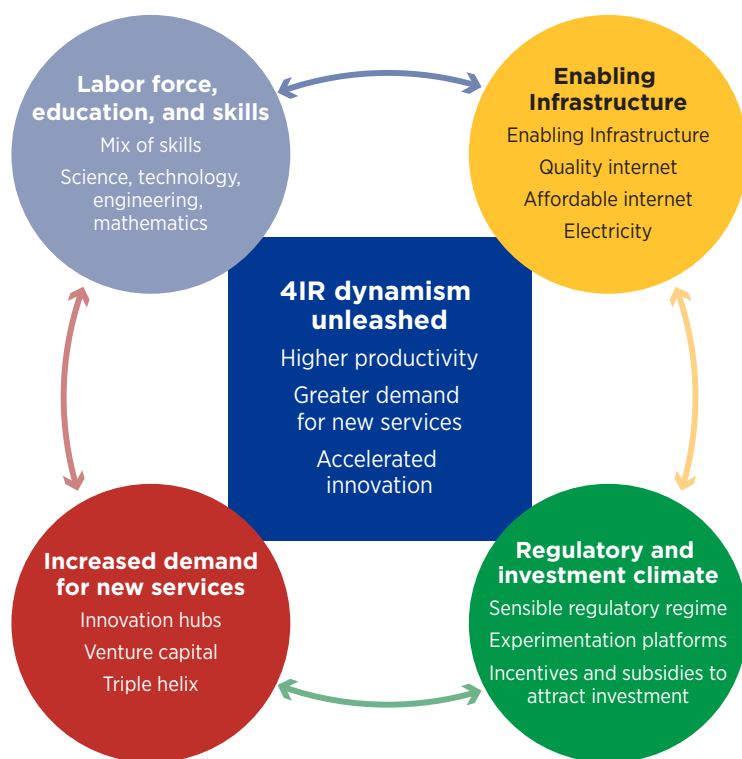 Labor force,
education, and skills
Mix of skills
Science, technology,
engineering,
mathematics
Enabling
Infrastructure
Enabling Infrastructure
Quality internet
Affordable internet
Electricity
4IR dynamism
unleashed
Higher productivity
Greater demand
for new services
Accelerated
innovation
Increased demand
for new services
Innovation hubs
Venture capital
Triple helix
Regulatory and
investment climate
Sensible regulatory regime
Experimentation platforms
Incentives and subsidies to
attract investment